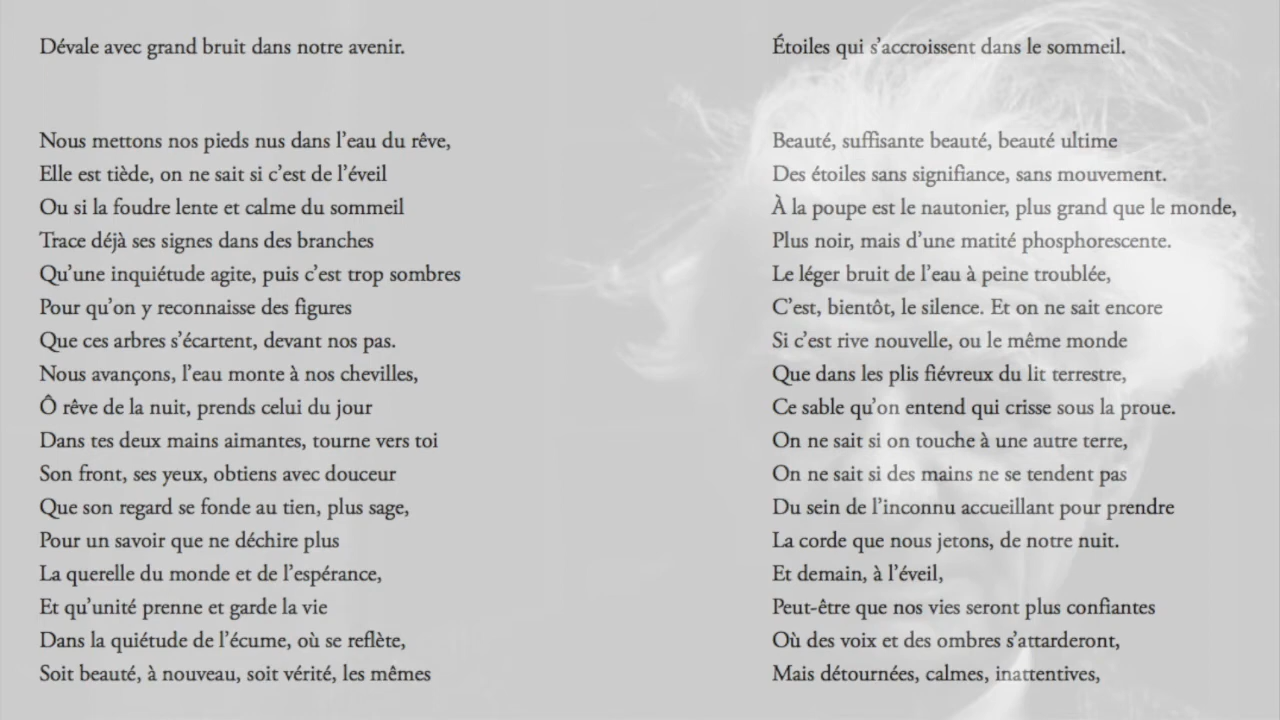 Dévale avec grand bruit dans notre avenir.
Nous mettons nos pieds nus dans l’eau du rêve,
Elle est tiède, on ne sait si c’est de l’éveil
Ou si la foudre lente et calme du sommeil
Trace déjà ses signes dans des branches
Qu’une inquiétude agite, puis c’est trop sombres
Pour qu’on y reconnaisse des figures
Que ces arbres s’écartent, devant nos pas.
Nous avançons, l’eau monte à nos chevilles,
Ô rêve de la nuit, prends celui du jour
Dans tes deux mains aimantes, tourne vers toi
Son front, ses yeux, obtiens avec douceur
Que son regard se fonde au tien, plus sage,
Pour un savoir que ne déchire plus
La querelle du monde et de l’espérance,
Et qu’unité prenne et garde la vie
Dans la quiétude de l’écume, où se reflète,
Soit beauté, à nouveau, soit vérité, les mêmes
Étoiles qui s’accroissent dans le sommeil.
Beauté, suffisante beauté, beauté ultime
Des étoiles sans signifiance, sans mouvement.
À la poupe est le nautonier, plus grand que le monde,
Plus noir, mais d’une matité phosphorescente.
Le léger bruit de l’eau à peine troublée,
C’est, bientôt, le silence. Et on ne sait encore
Si c’est rive nouvelle, ou le même monde
Que dans les plis fiévreux du lit terrestre,
Ce sable qu’on entend qui crisse sous la proue.
On ne sait si on touche à une autre terre,
On ne sait si des mains ne se tendent pas
Du sein de l’inconnu accueillant pour prendre
La corde que nous jetons, de notre nuit.
Et demain, à l’éveil,
Peut-être que nos vies seront plus confiantes
Où des voix et des ombres s’attarderont,
Mais détournées, calmes, inattentives,